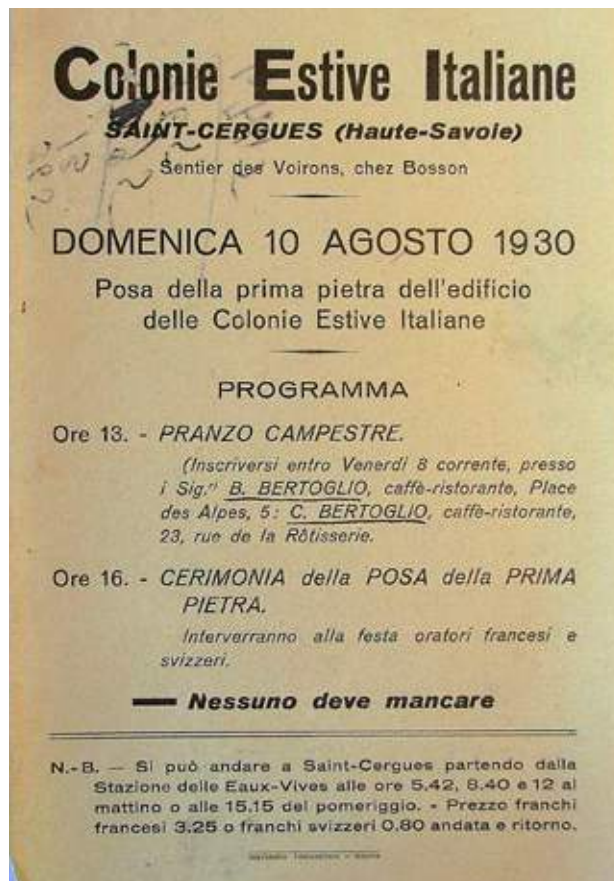 Colonie Estive Italiane
SAINT-CERGUES (Haute-Savoie)
Sentier des Voirons, chez Bosson
DOMENICA 10 AGOSTO 1930
Posa della prima pietra dell'edificio
delle Colonie Estive Italiane
PROGRAMMA
Ore 13. - PRANZO CAMPESTRE.
(Inscriversi entro Venerdì 8 corrente, presso
i Sig.ri B. BERTOGLIO, caffè-ristorante, Place
des Alpes, 5; C. BERTOGLIO, caffè-ristorante,
23, rue de la Rôtisserie.
Ore 16. - CERIMONIA della POSA della PRIMA
PIETRA.
Interverranno alla festa oratori francesi e
svizzeri.
Nessuno deve mancare
N.-B. — Si può andare a Saint-Cergues partendo dalla
Stazione delle Eaux-Vives alle ore 5.42, 8.40 e 12 al
mattino o alle 15.15 del pomeriggio. - Prezzo franchi
francesi 3.25 o franchi svizzeri 0.80 andata e ritorno.